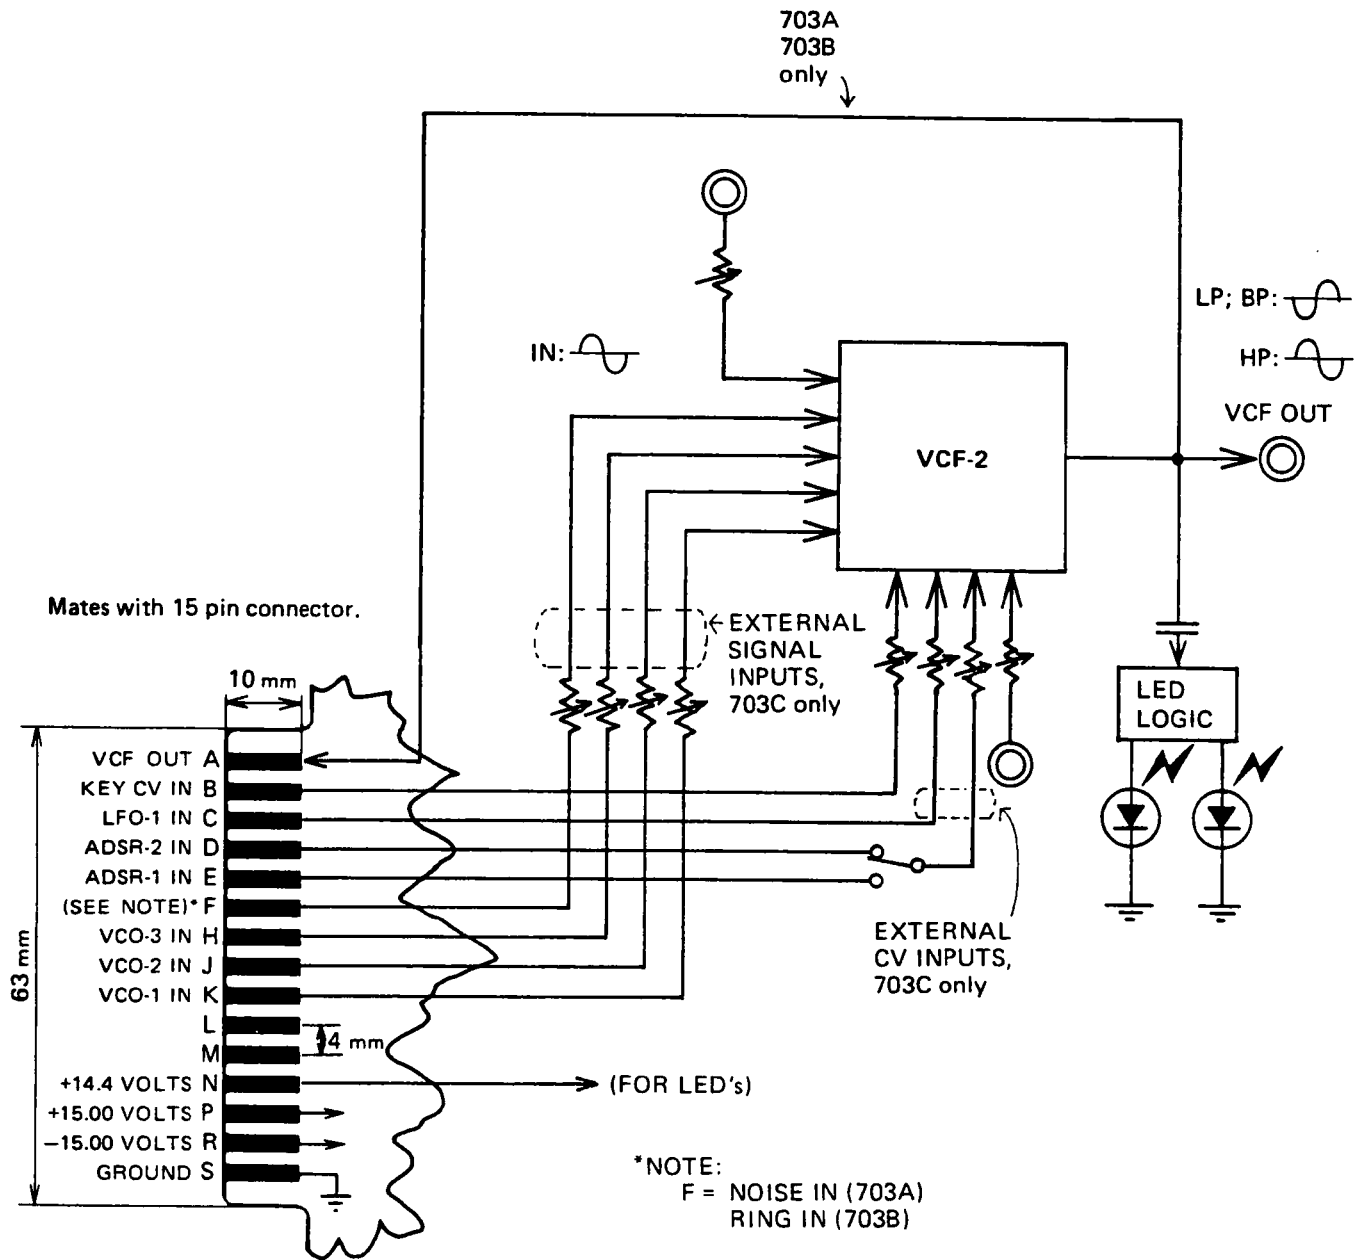 703A
703B
only
LP; BP:
IN:
HP:
VCF OUT
VCF-2
Mates with 15 pin connector.
EXTERNAL
SIGNAL
INPUTS,
703C only
10 mm
LED
LOGIC
63 mm
VCF OUT A
KEY CV IN B
LFO-1 IN C
ADSR-2 IN D
ADSR-1 IN E
(SEE NOTE)* F
VCO-3 IN H
VCO-2 IN J
VCO-1 IN K
L
4 mm
M
+14.4 VOLTS N
(FOR LED's)
+15.00 VOLTS P
−15.00 VOLTS R
GROUND S
EXTERNAL
CV INPUTS,
703C only
*NOTE:
F = NOISE IN (703A)
RING IN (703B)